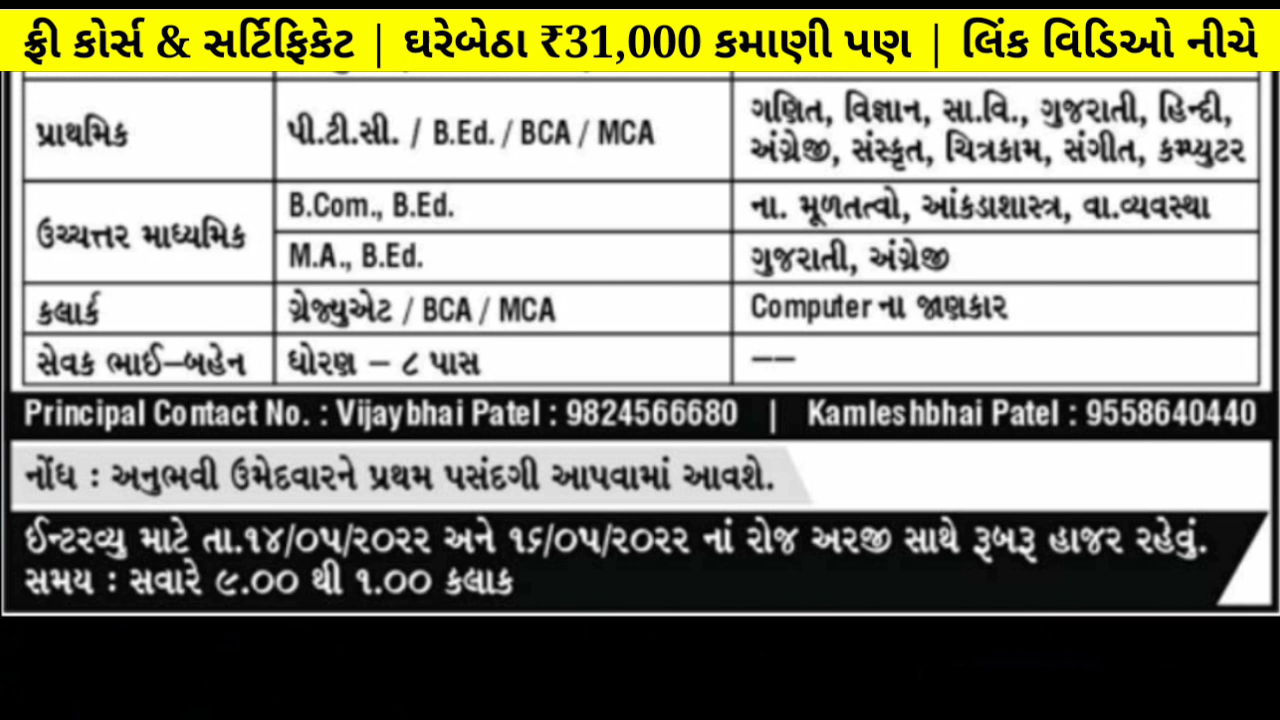 ફ્રી કોર્સ & સર્ટિફિકેટ | ઘરેબેઠા ₹31,000 કમાણી પણ | લિંક વિડિઓ નીચે
પ્રાથમિક
પી.ટી.સી. / B.Ed. / BCA / MCA
ગણિત, વિજ્ઞાન, સા.વિ., ગુજરાતી, હિન્દી,
અંગ્રેજી, સંસ્કૃત, ચિત્રકામ, સંગીત, કમ્પ્યુટર
ઉચ્ચત્તર માધ્યમિક
B.Com., B.Ed.
ના. મૂળતત્વો, આંકડાશાસ્ત્ર, વા.વ્યવસ્થા
M.A., B.Ed.
ગુજરાતી, અંગ્રેજી
કલાર્ક
ગ્રેજ્યુએટ / BCA / MCA
Computer ના જાણકાર
સેવક ભાઈ–બહેન
ધોરણ – ૮ પાસ
––
Principal Contact No. : Vijaybhai Patel : 9824566680 | Kamleshbhai Patel : 9558640440
નોંધ : અનુભવી ઉમેદવારને પ્રથમ પસંદગી આપવામાં આવશે.
ઈન્ટરવ્યુ માટે તા.૧૪/૦૫/૨૦૨૨ અને ૧૬/૦૫/૨૦૨૨ નાં રોજ અરજી સાથે રૂબરૂ હાજર રહેવું.
સમય : સવારે ૯.૦૦ થી ૧.૦૦ કલાક